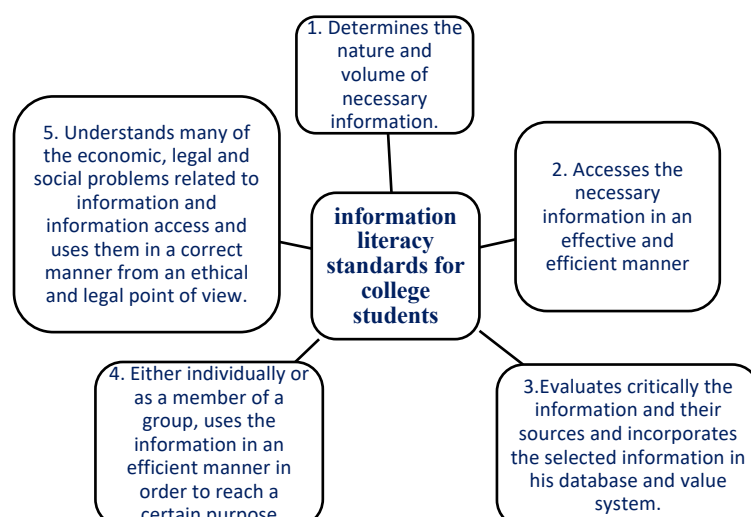 1. Determines the
nature and
volume of
necessary
information.
2. Accesses the
necessary
information in an
effective and
efficient manner
3.Evaluates critically the
information and their
sources and incorporates
the selected information in
his database and value
system.
4. Either individually or
as a member of a
group, uses the
information in an
efficient manner in
order to reach a
certain purpose
5. Understands many of
the economic, legal and
social problems related to
information and
information access and
uses them in a correct
manner from an ethical
and legal point of view.
information
literacy
standards for
college
students